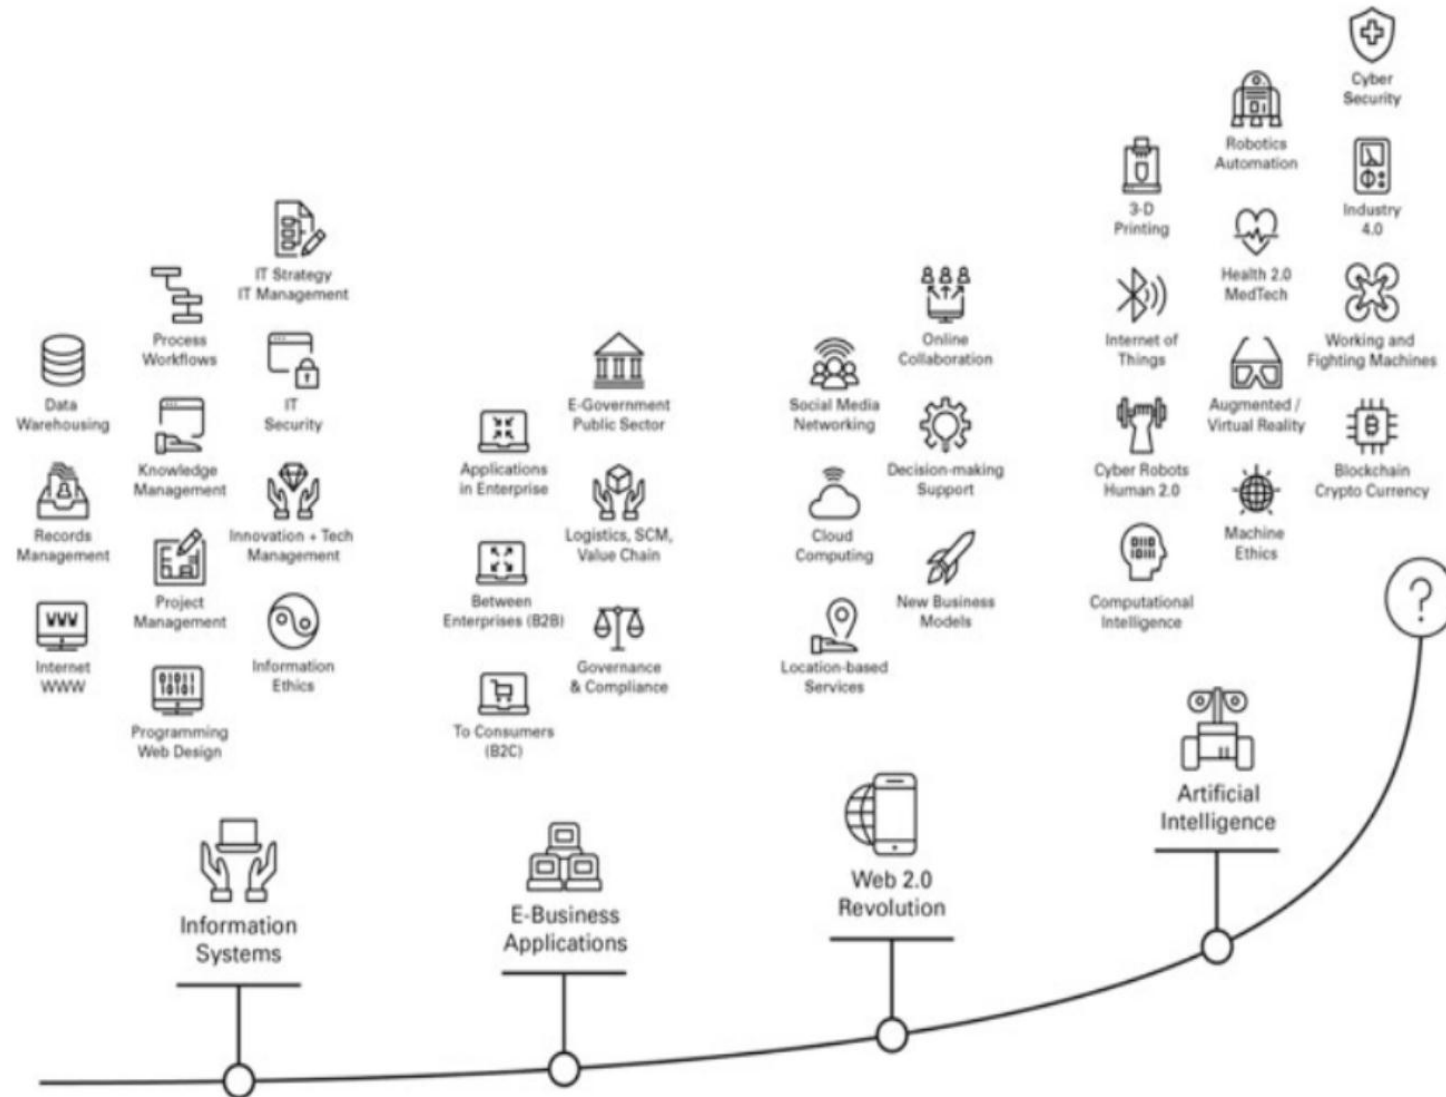 Data
Warehousing
Records
Management
Internet
WWW
Process
Workflows
Knowledge
Management
Project
Management
Programming
Web Design
IT Strategy
IT Management
IT
Security
Innovation + Tech
Management
Information
Ethics
Applications
in Enterprise
Between
Enterprises (B2B)
To Consumers
(B2C)
E-Government
Public Sector
Logistics, SCM,
Value Chain
Governance
& Compliance
Social Media
Networking
Cloud
Computing
Location-based
Services
Online
Collaboration
Decision-making
Support
New Business
Models
3-D
Printing
Internet of
Things
Cyber Robots
Human 2.0
Computational
Intelligence
Robotics
Automation
Health 2.0
MedTech
Augmented /
Virtual Reality
Machine
Ethics
Cyber
Security
Industry
4.0
Working and
Fighting Machines
Blockchain
Crypto Currency
WWW
01011
10101
0110
10111
B
?
Information
Systems
E-Business
Applications
Web 2.0
Revolution
Artificial
Intelligence